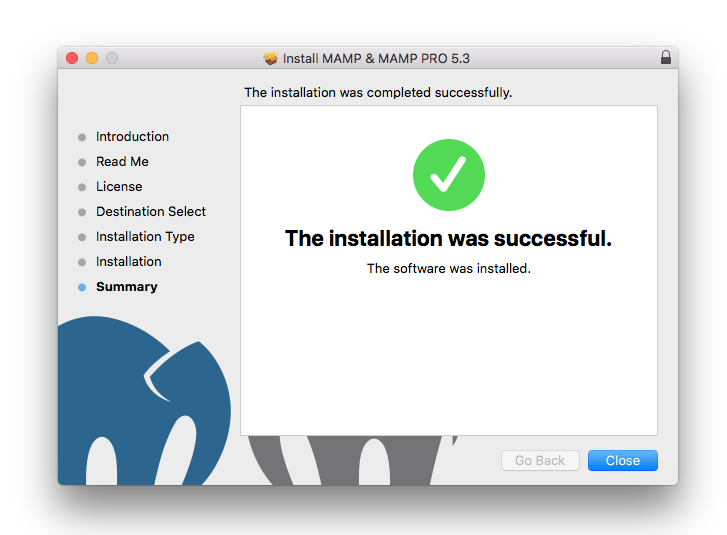 Install MAMP & MAMP PRO 5.3
The installation was completed successfully.
Introduction
Read Me
License
Destination Select
Installation Type
Installation
Summary
The installation was successful.
The software was installed.
Go Back
Close